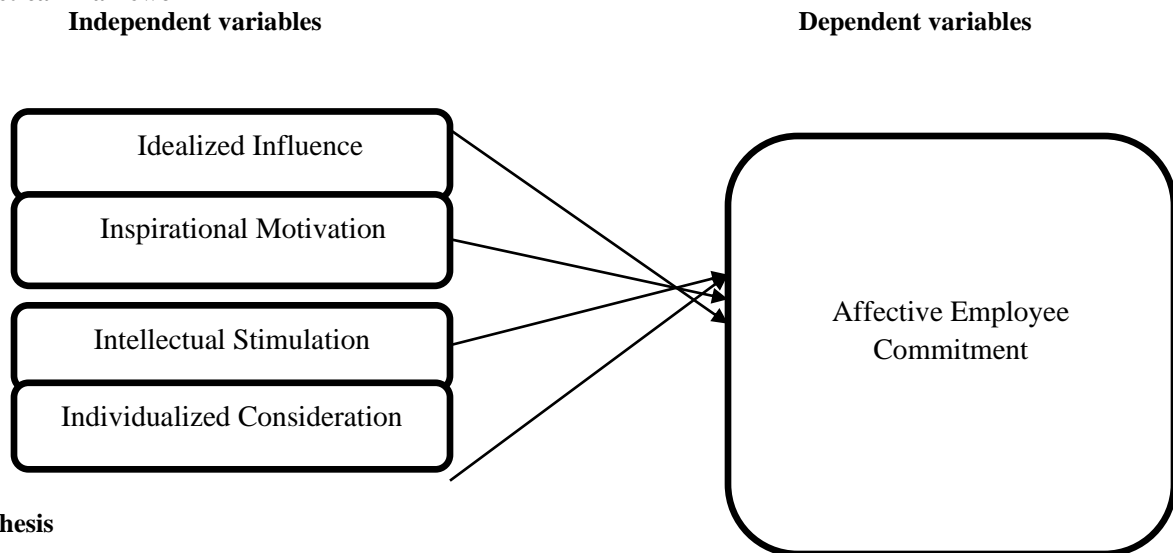 Independent variables
Dependent variables
Idealized Influence
Inspirational Motivation
Intellectual Stimulation
Individualized Consideration
Affective Employee
Commitment
hesis